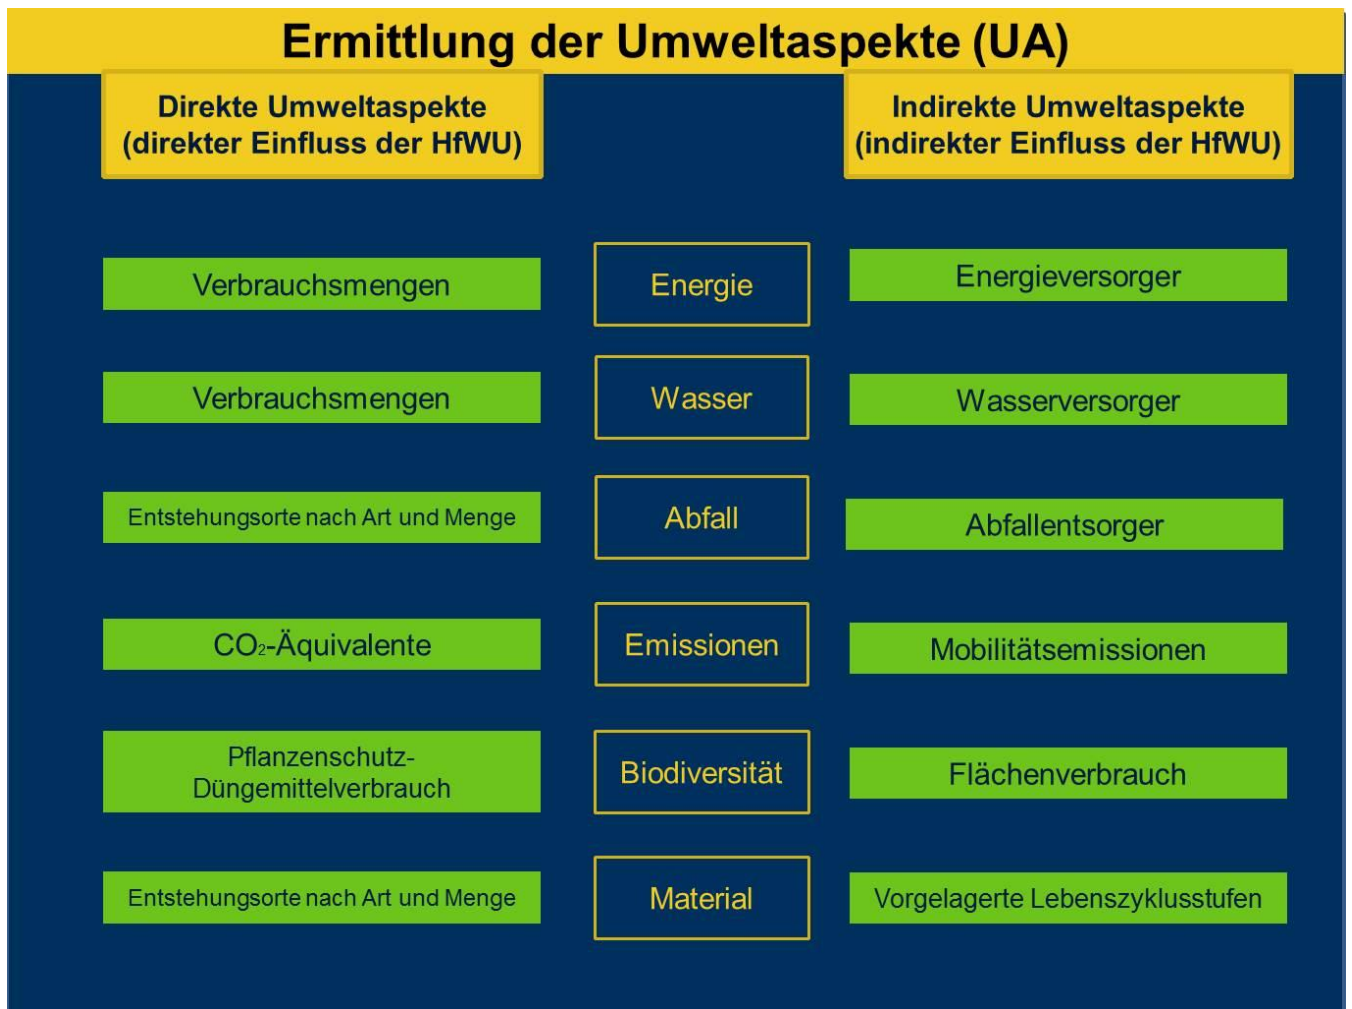 Ermittlung der Umweltaspekte (UA)
Direkte Umweltaspekte
(direkter Einfluss der HfWU)
Indirekte Umweltaspekte
(indirekter Einfluss der HfWU)
Verbrauchsmengen
Energie
Energieversorger
Verbrauchsmengen
Wasser
Wasserversorger
Entstehungsorte nach Art und Menge
Abfall
Abfallentsorger
CO₂-Äquivalente
Emissionen
Mobilitätsemissionen
Pflanzenschutz-
Düngemittelverbrauch
Biodiversität
Flächenverbrauch
Entstehungsorte nach Art und Menge
Material
Vorgelagerte Lebenszyklusstufen